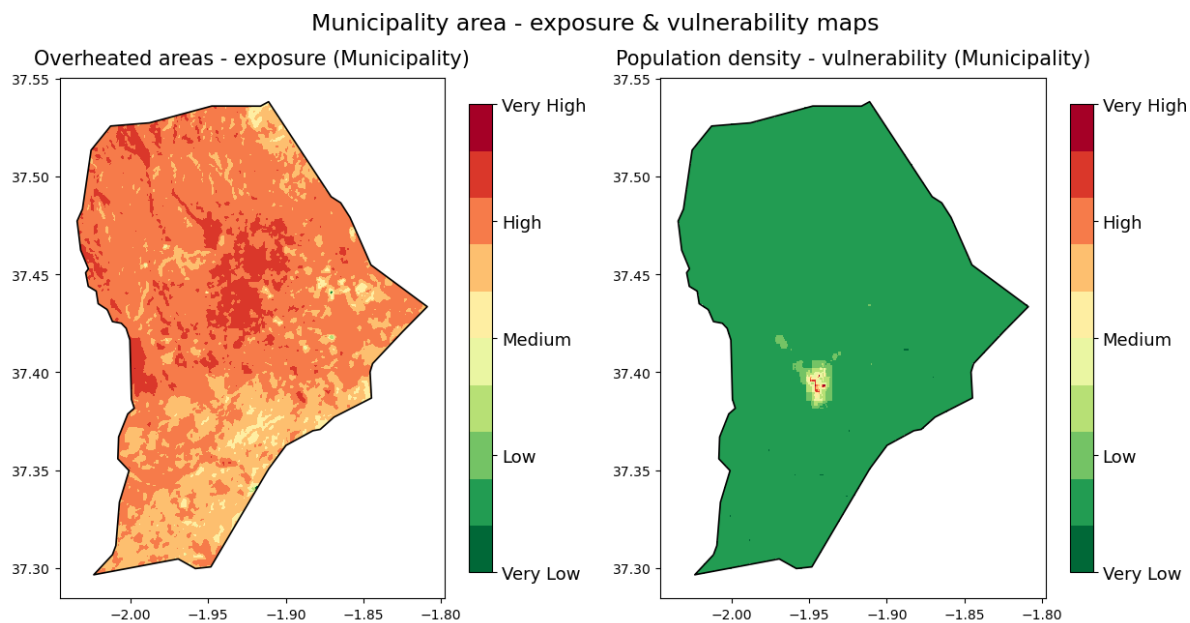 Municipality area - exposure & vulnerability maps
Overheated areas - exposure (Municipality)
37.55
37.50
37.45
37.40
37.35
37.30
−2.00
−1.95
−1.90
−1.85
−1.80
Very High
High
Medium
Low
Very Low
Population density - vulnerability (Municipality)
37.55
37.50
37.45
37.40
37.35
37.30
−2.00
−1.95
−1.90
−1.85
−1.80
Very High
High
Medium
Low
Very Low